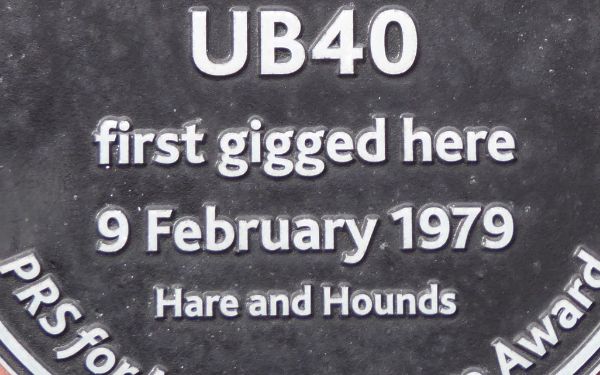 UB40
first gigged here
9 February 1979
Hare and Hounds
PRS for
Award